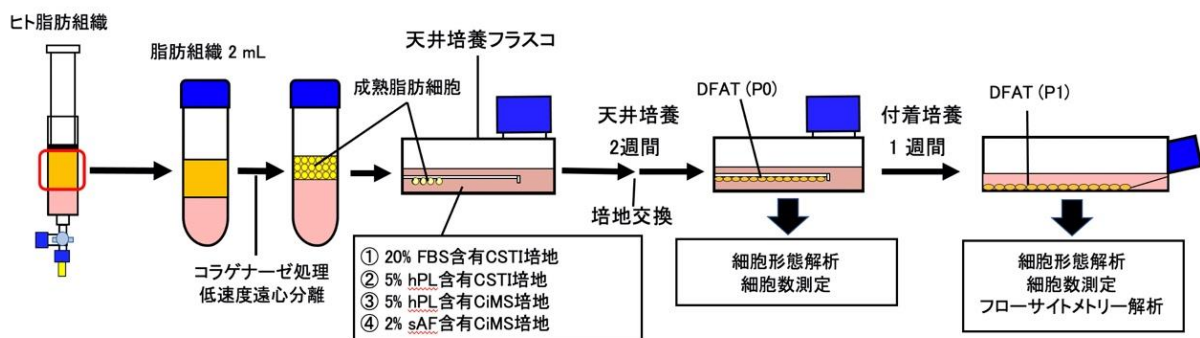 ヒト脂肪組織
脂肪組織 2 mL
成熟脂肪細胞
天井培養フラスコ
コラゲナーゼ処理
低速度遠心分離
① 20% FBS含有CSTI培地
② 5% hPL含有CSTI培地
③ 5% hPL含有CiMS培地
④ 2% sAF含有CiMS培地
天井培養
2週間
培地交換
DFAT (P0)
細胞形態解析
細胞数測定
付着培養
1 週間
DFAT (P1)
細胞形態解析
細胞数測定
フローサイトメトリー解析